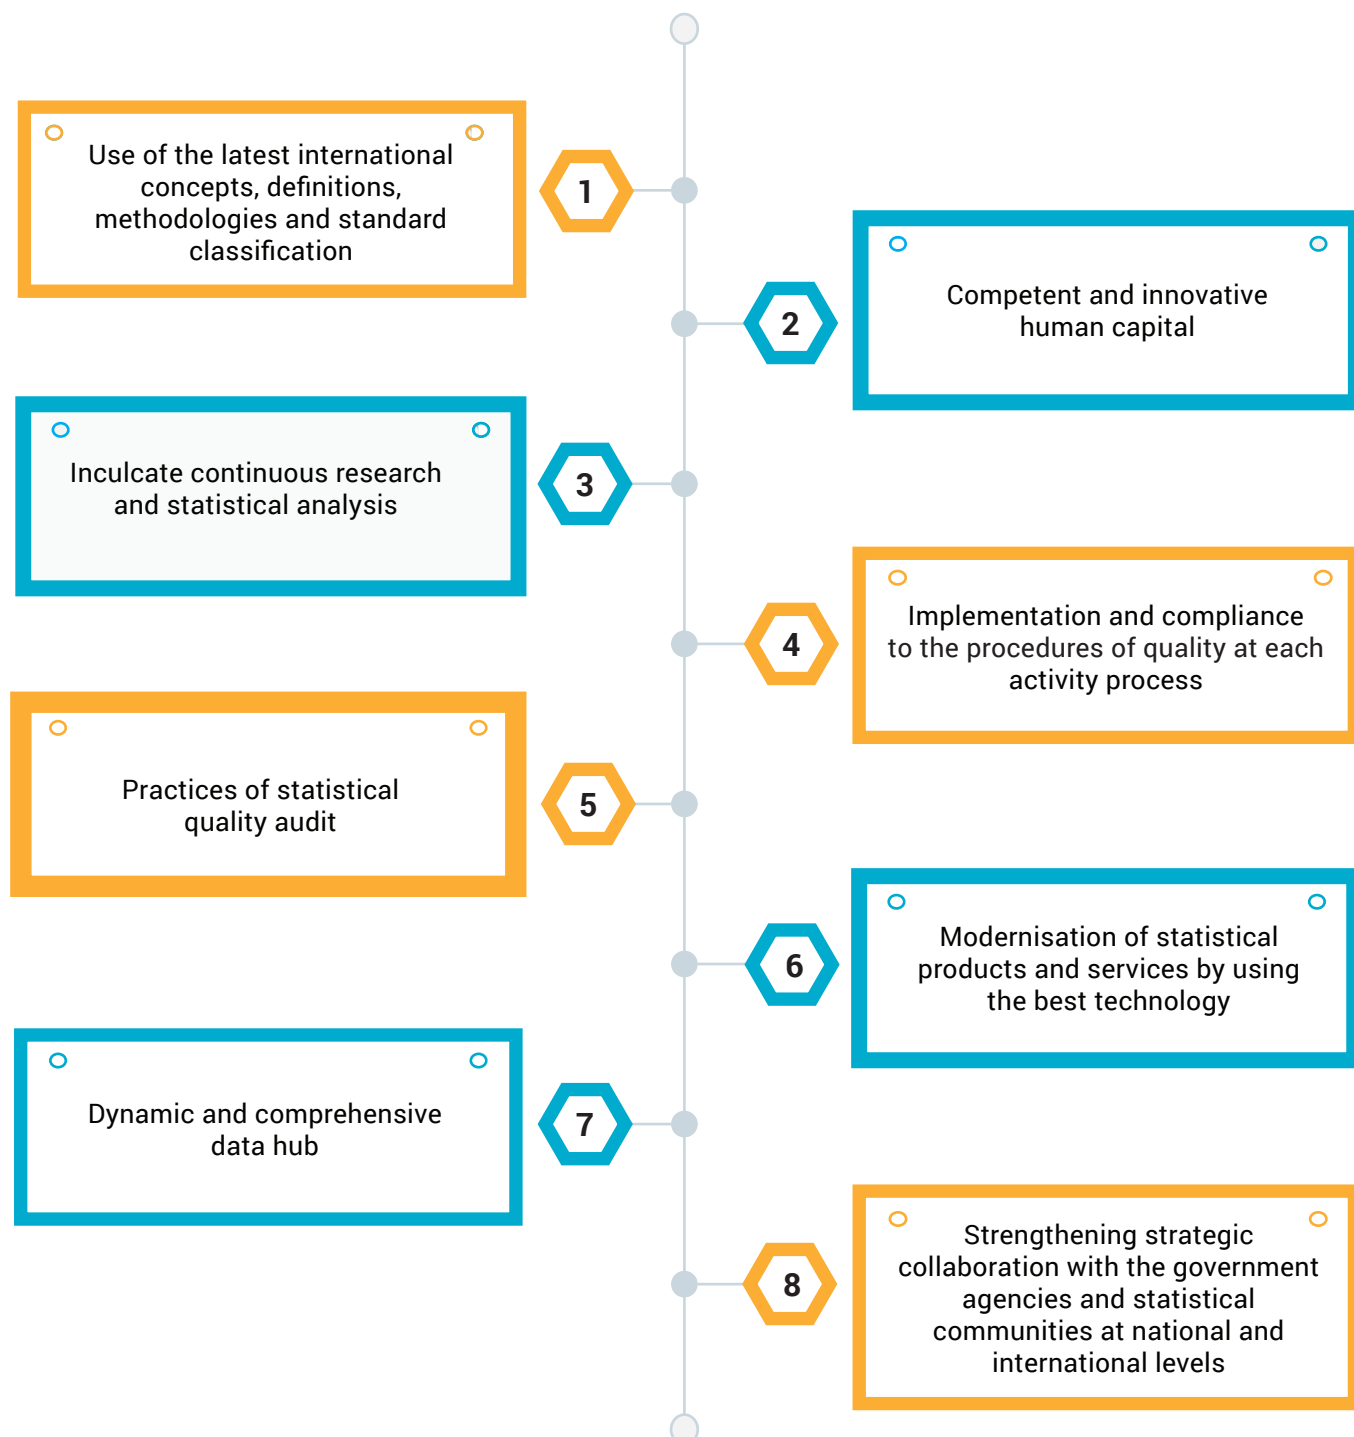 1
Use of the latest international
concepts, definitions,
methodologies and standard
classification
2
Competent and innovative
human capital
3
Inculcate continuous research
and statistical analysis
4
Implementation and compliance
to the procedures of quality at each
activity process
5
Practices of statistical
quality audit
6
Modernisation of statistical
products and services by using
the best technology
7
Dynamic and comprehensive
data hub
8
Strengthening strategic
collaboration with the government
agencies and statistical
communities at national and
international levels